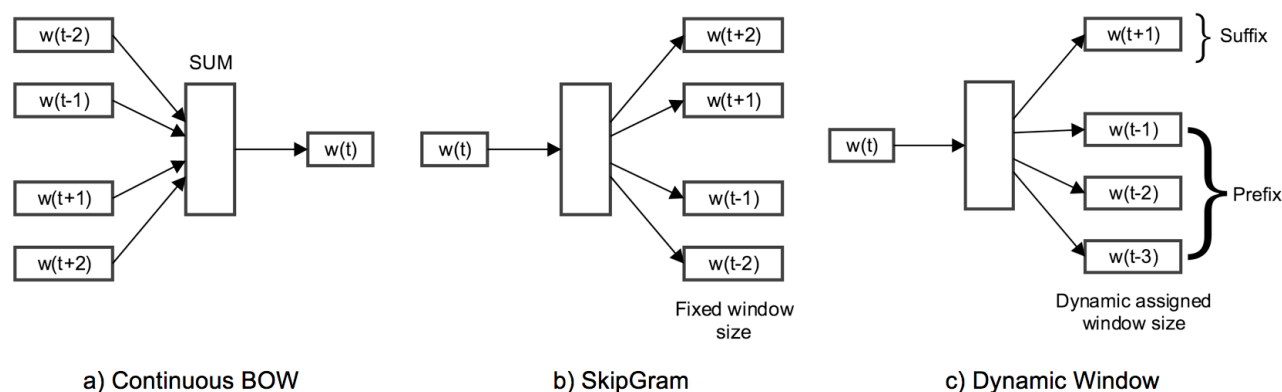 w(t-2)
w(t-1)
w(t+1)
w(t+2)
SUM
w(t)
a) Continuous BOW
w(t)
w(t+2)
w(t+1)
w(t-1)
w(t-2)
Fixed window
size
b) SkipGram
w(t)
w(t+1)
Suffix
w(t-1)
w(t-2)
w(t-3)
Prefix
Dynamic assigned
window size
c) Dynamic Window